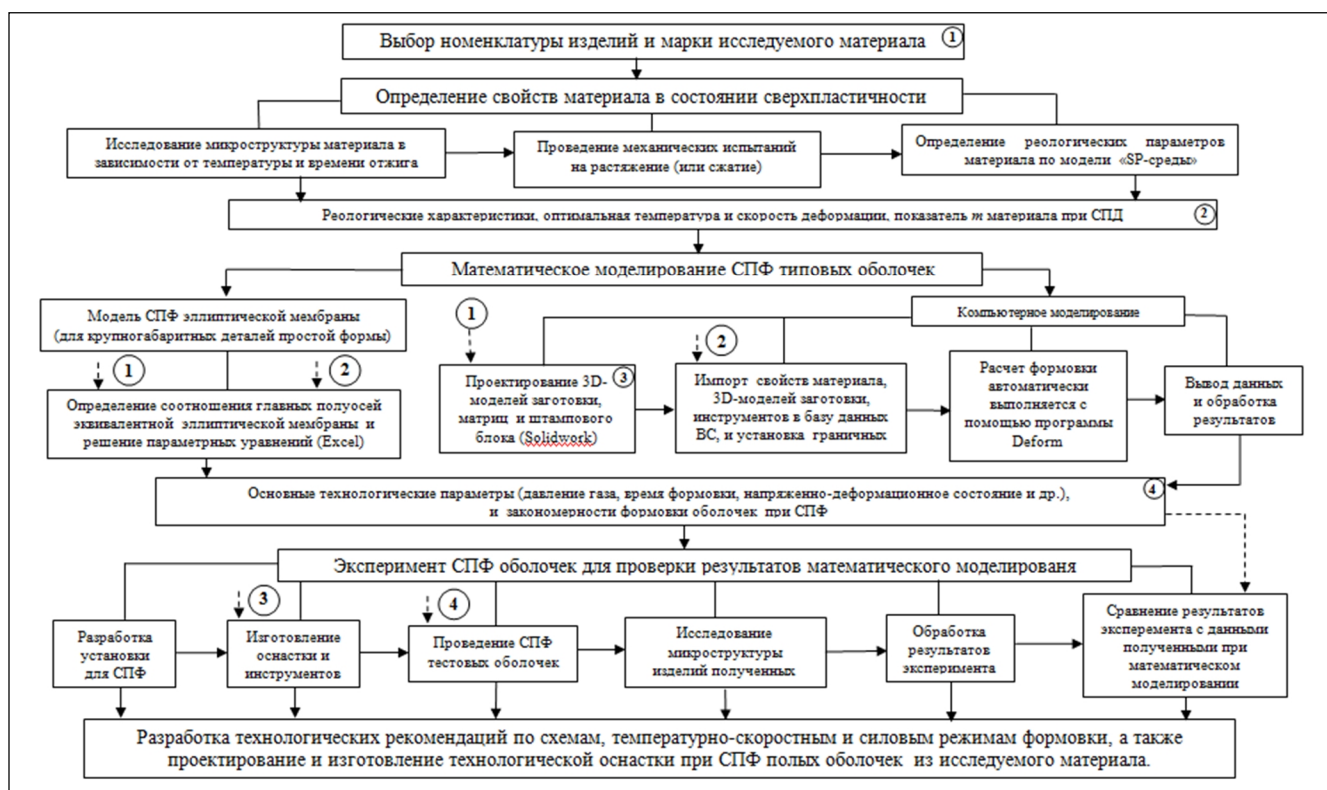 Выбор номенклатуры изделий и марки исследуемого материала
1
Определение свойств материала в состоянии сверхпластичности
Исследование микроструктуры материала в
зависимости от температуры и времени отжига
Проведение механических испытаний
на растяжение (или сжатие)
Определение реологических параметров
материала по модели «SP-среды»
Реологические характеристики, оптимальная температура и скорость деформации, показатель m материала при СПД
2
Математическое моделирование СПФ типовых оболочек
Модель СПФ эллиптической мембраны
(для крупногабаритных деталей простой формы)
1
2
Определение соотношения главных полуосей
эквивалентной эллиптической мембраны и
решение параметрных уравнений (Excel)
Компьютерное моделирование
1
2
Проектирование 3D-
моделей заготовки,
матриц и штампового
блока (Solidwork)
3
Импорт свойств материала,
3D-моделей заготовки,
инструментов в базу данных
ВС, и установка граничных
Расчет формовки
автоматически
выполняется с
помощью программы
Deform
Вывод данных
и обработка
результатов
Основные технологические параметры (давление газа, время формовки, напряженно-деформационное состояние и др.),
и закономерности формовки оболочек при СПФ
4
Эксперимент СПФ оболочек для проверки результатов математического моделированя
3
4
Разработка
установки
для СПФ
Изготовление
оснастки и
инструментов
Проведение СПФ
тестовых оболочек
Исследование
микроструктуры
изделий полученных
Обработка
результатов
эксперимента
Сравнение результатов
эксперемента с данными
полученными при
математическом
моделировании
Разработка технологических рекомендаций по схемам, температурно-скоростным и силовым режимам формовки, а также
проектирование и изготовление технологической оснастки при СПФ полых оболочек из исследуемого материала.